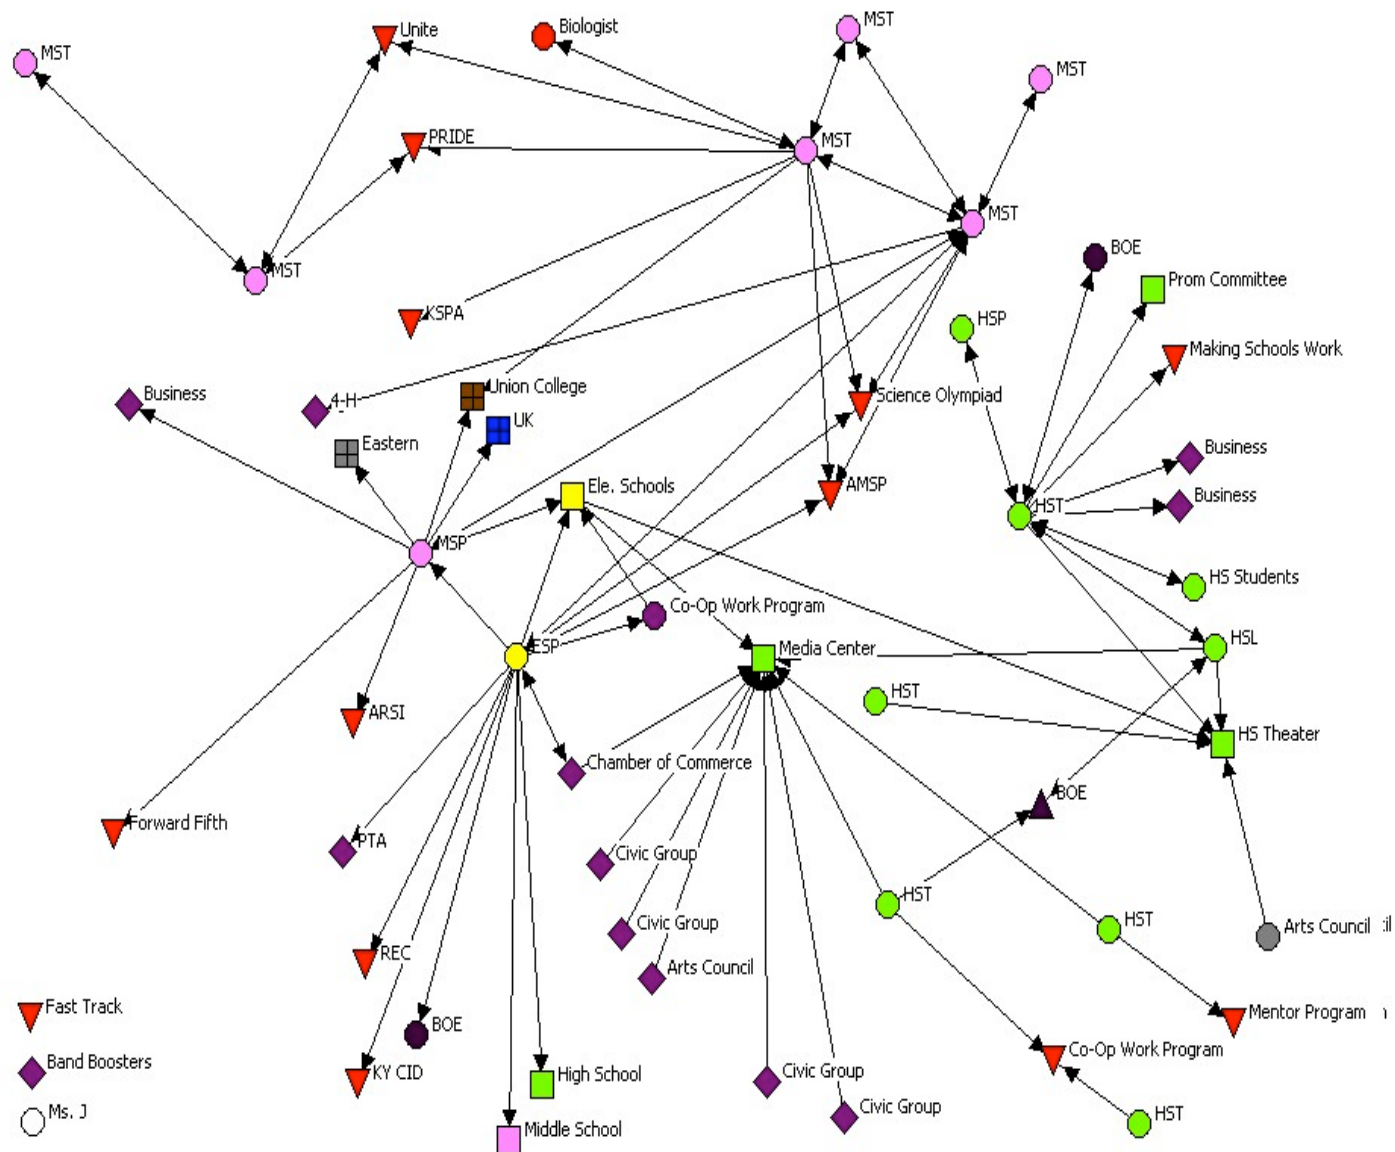 Unite
Biologist
MST
MST
MST
PRIDE
MST
MST
MST
BOE
Prom Committee
KSPA
HSP
Making Schools Work
Business
4-H
Union College
Science Olympiad
UK
Eastern
Business
Ele. Schools
AMSP
Business
HST
MSP
HS Students
Co-Op Work Program
ESP
Media Center
HSL
HST
ARSI
HS Theater
Chamber of Commerce
BOE
Forward Fifth
PTA
Civic Group
HST
Civic Group
HST
Arts Council il
REC
Arts Council
Fast Track
Mentor Program
BOE
Co-Op Work Program
Band Boosters
KY CID
High School
Civic Group
Civic Group
Ms. J
HST
Middle School